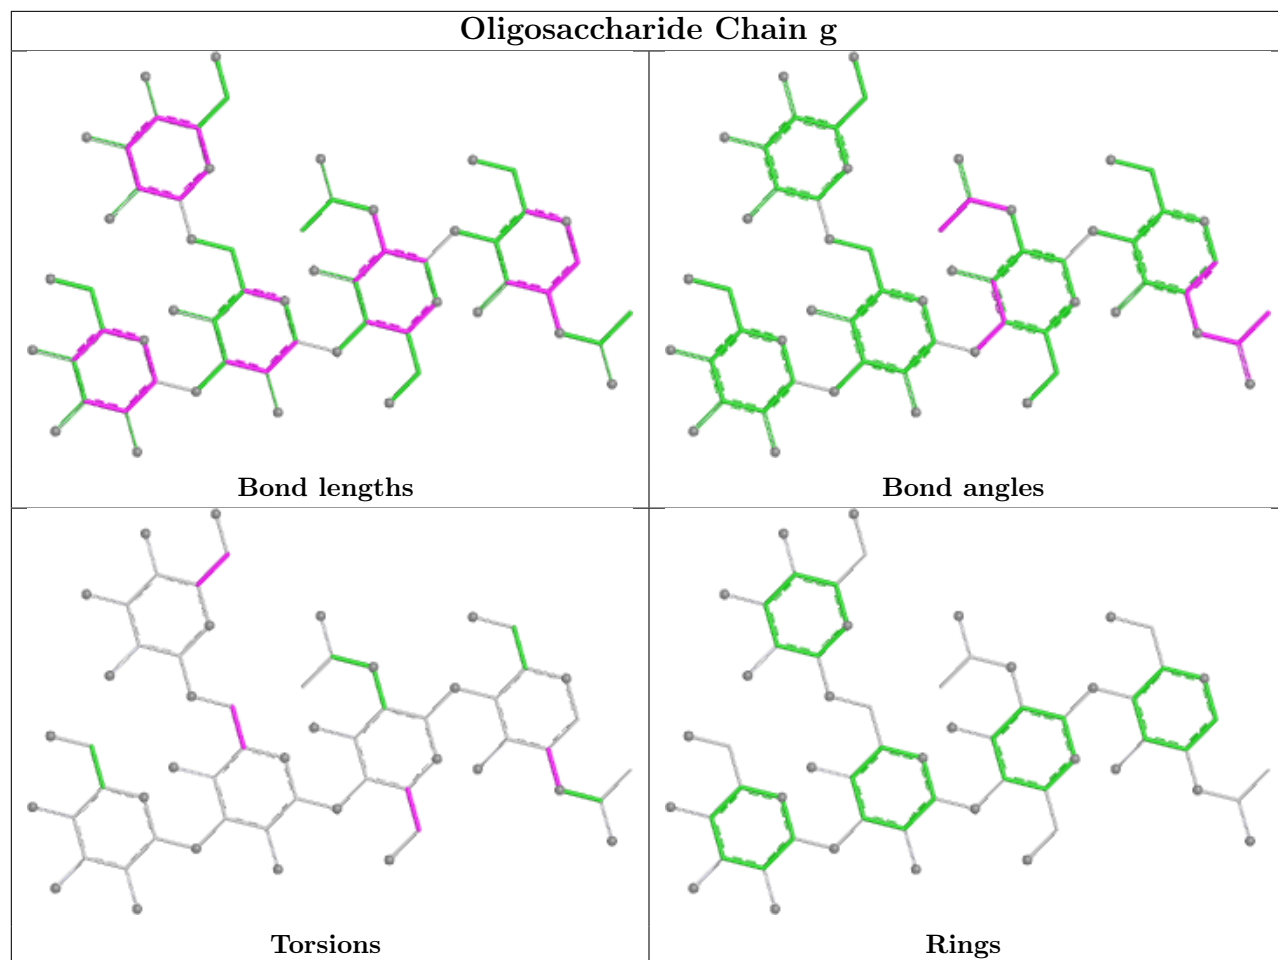 Oligosaccharide Chain g
Bond lengths
Bond angles
Torsions
Rings